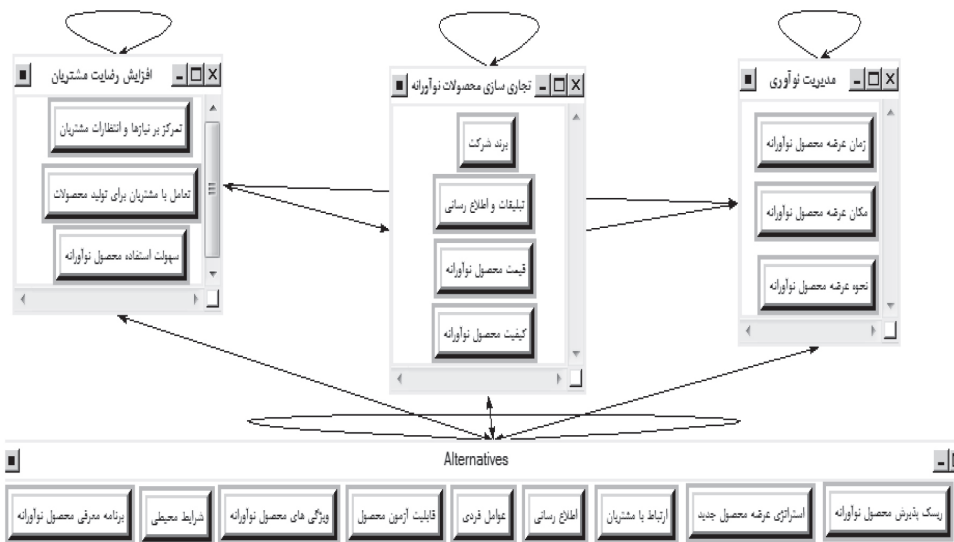 افزایش رضایت مشتریان
تمرکز بر نیازها و انتظارات مشتریان
تعامل با مشتریان برای تولید محصولات
سهولت استفاده محصول نوآورانه
تجاری سازی محصولات نوآورانه
برند شرکت
تبلیغات و اطلاع رسانی
قیمت محصول نوآورانه
کیفیت محصول نوآورانه
مدیریت نوآوری
زمان عرضه محصول نوآورانه
مکان عرضه محصول نوآورانه
نحوه عرضه محصول نوآورانه
Alternatives
ریسک پذیرش محصول نوآورانه
استراتژی عرضه محصول جدید
ارتباط با مشتریان
اطلاع رسانی
عوامل فردی
قابلیت آزمون محصول
ویژگی های محصول نوآورانه
شرایط محیطی
برنامه معرفی محصول نوآورانه